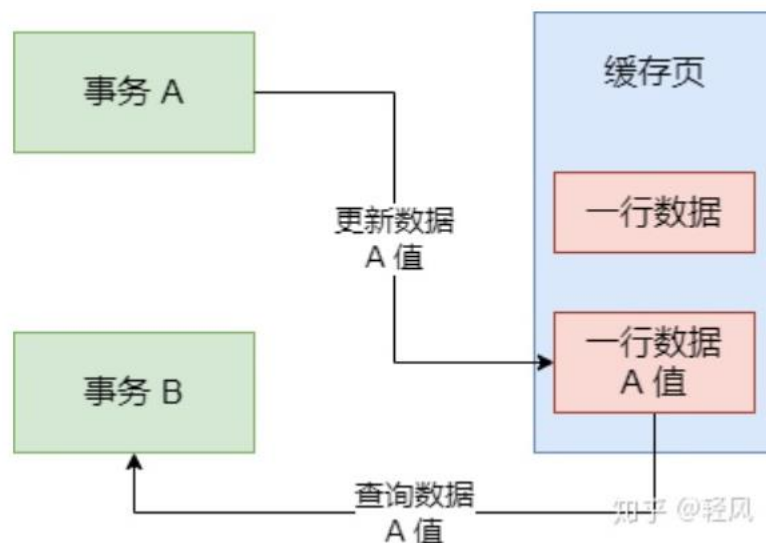 事务 A
缓存页
一行数据
更新数据
A 值
一行数据
A 值
事务 B
查询数据
A 值
知乎 @轻风